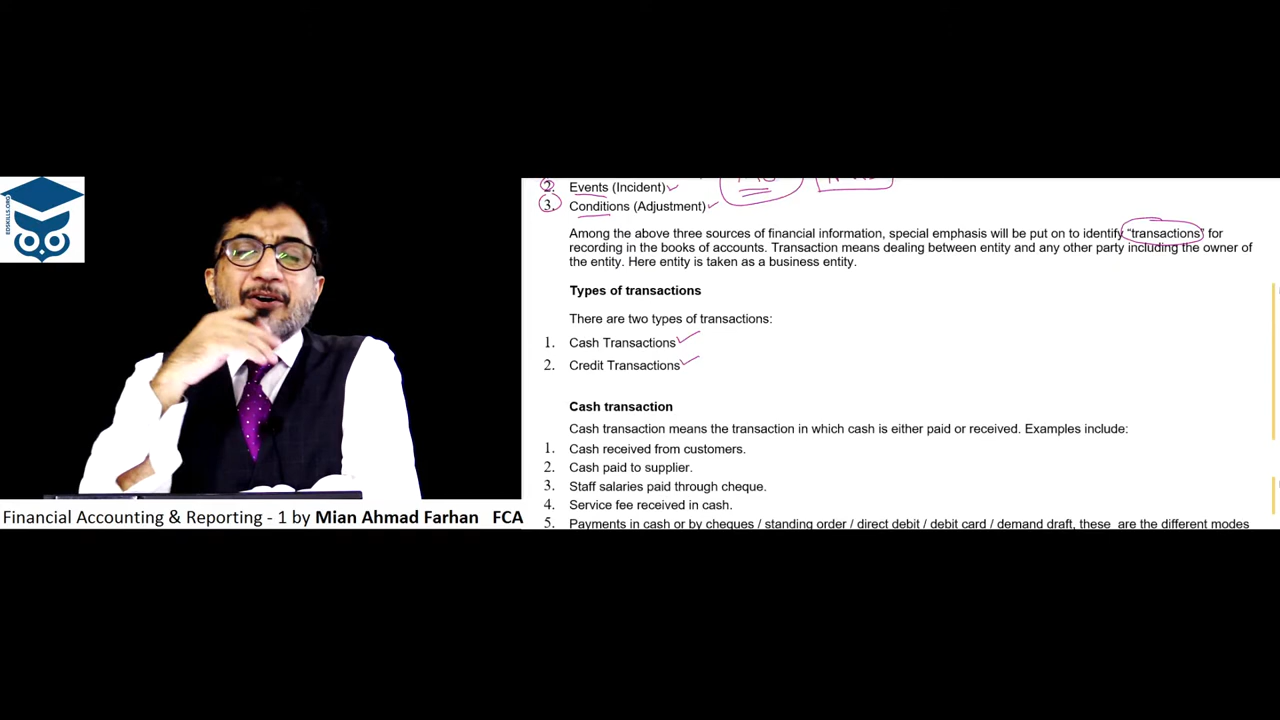 EDSKILLS.ORG
2. Events (Incident)
3. Conditions (Adjustment)
Among the above three sources of financial information, special emphasis will be put on to identify “transactions” for
recording in the books of accounts. Transaction means dealing between entity and any other party including the owner of
the entity. Here entity is taken as a business entity.
Types of transactions
There are two types of transactions:
1. Cash Transactions
2. Credit Transactions
Cash transaction
Cash transaction means the transaction in which cash is either paid or received. Examples include:
1. Cash received from customers.
2. Cash paid to supplier.
3. Staff salaries paid through cheque.
4. Service fee received in cash.
5. Payments in cash or by cheques / standing order / direct debit / debit card / demand draft, these are the different modes
Financial Accounting & Reporting - 1 by Mian Ahmad Farhan FCA